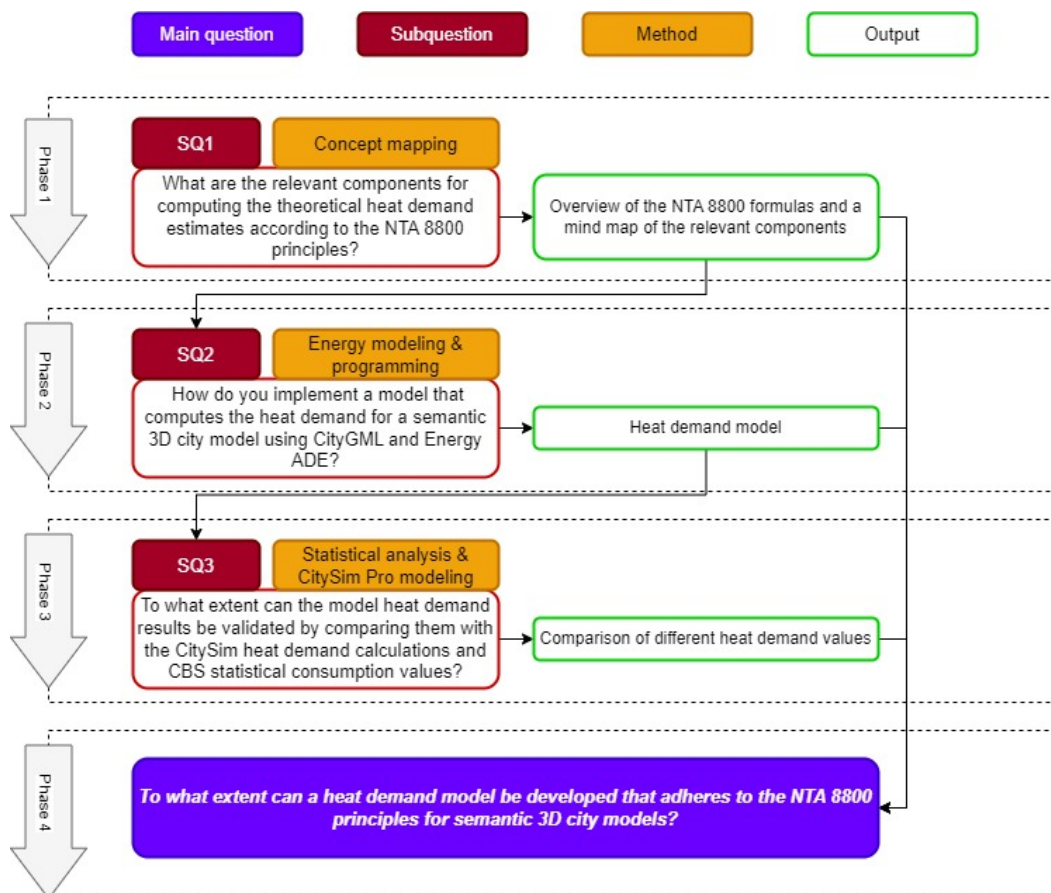 Main question
Subquestion
Method
Output
Phase 1
SQ1
Concept mapping
What are the relevant components for
computing the theoretical heat demand
estimates according to the NTA 8800
principles?
Overview of the NTA 8800 formulas and a
mind map of the relevant components
Phase 2
SQ2
Energy modeling &
programming
How do you implement a model that
computes the heat demand for a semantic
3D city model using CityGML and Energy
ADE?
Heat demand model
Phase 3
SQ3
Statistical analysis &
CitySim Pro modeling
To what extent can the model heat demand
results be validated by comparing them with
the CitySim heat demand calculations and
CBS statistical consumption values?
Comparison of different heat demand values
Phase 4
To what extent can a heat demand model be developed that adheres to the NTA 8800
principles for semantic 3D city models?